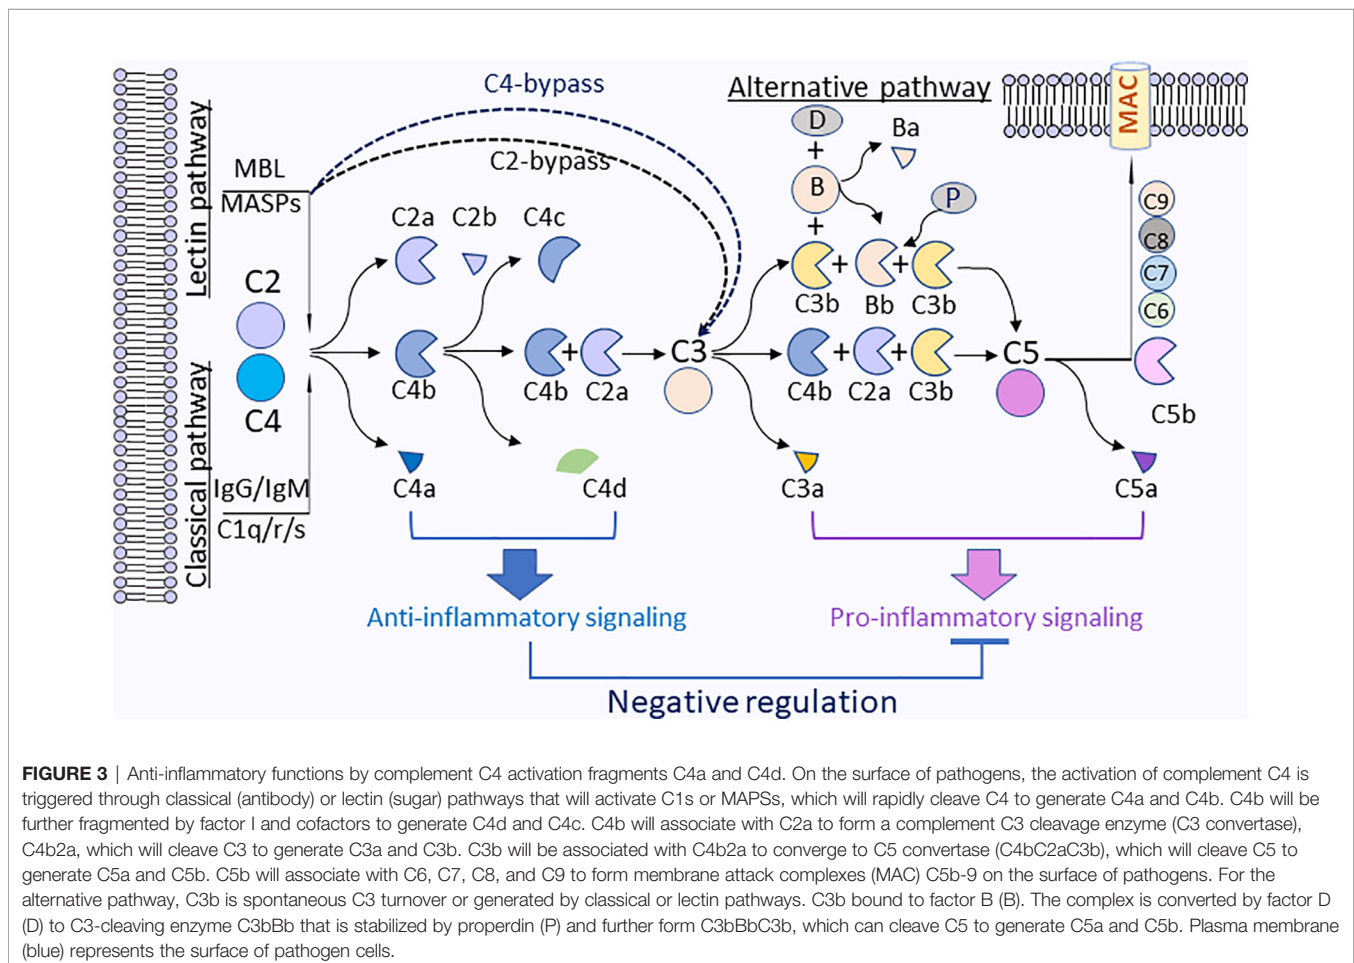 C4-bypass
Alternative pathway
MAC
D
Ba
+
C2-bypass
Lectin pathway
MBL
MASPs
B
P
C9
+
C2a
C2b
C4c
C8
C2
+
+
C7
C3b
Bb
C3b
C6
+
C3
+
+
C5
C4b
C4b
C2a
C4b
C2a
C3b
C5b
C4
Classical pathway
IgG/IgM
C1q/r/s
C4a
C4d
C3a
C5a
Anti-inflammatory signaling
Pro-inflammatory signaling
Negative regulation
FIGURE 3 | Anti-inflammatory functions by complement C4 activation fragments C4a and C4d. On the surface of pathogens, the activation of complement C4 is
triggered through classical (antibody) or lectin (sugar) pathways that will activate C1s or MAPSs, which will rapidly cleave C4 to generate C4a and C4b. C4b will be
further fragmented by factor I and cofactors to generate C4d and C4c. C4b will associate with C2a to form a complement C3 cleavage enzyme (C3 convertase),
C4b2a, which will cleave C3 to generate C3a and C3b. C3b will be associated with C4b2a to converge to C5 convertase (C4bC2aC3b), which will cleave C5 to
generate C5a and C5b. C5b will associate with C6, C7, C8, and C9 to form membrane attack complexes (MAC) C5b-9 on the surface of pathogens. For the
alternative pathway, C3b is spontaneous C3 turnover or generated by classical or lectin pathways. C3b bound to factor B (B). The complex is converted by factor D
(D) to C3-cleaving enzyme C3bBb that is stabilized by properdin (P) and further form C3bBbC3b, which can cleave C5 to generate C5a and C5b. Plasma membrane
(blue) represents the surface of pathogen cells.